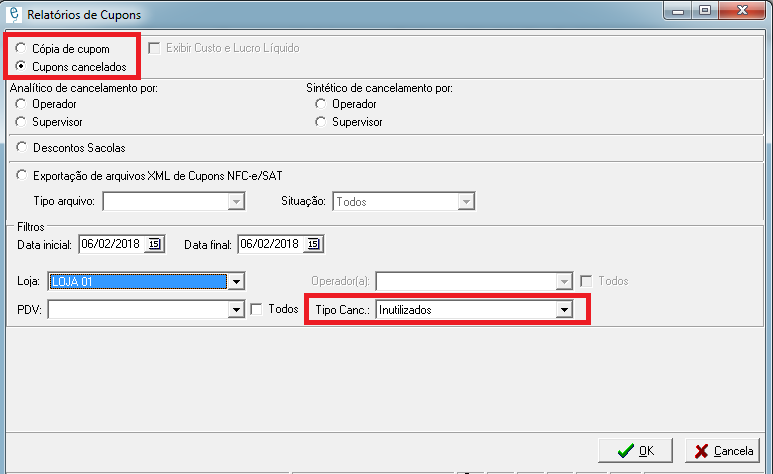 Relatórios de Cupons
Cópia de cupom Exibir Custo e Lucro Líquido
Cupons cancelados
Analítico de cancelamento por: Sintético de cancelamento por:
Operador Operador
Supervisor Supervisor
Descontos Sacolas
Exportação de arquivos XML de Cupons NFC-e/SAT
Tipo arquivo: Situação: Todos
Filtros
Data inicial: 06/02/2018 15 Data final: 06/02/2018 15
Loja: LOJA 01 Operador(a): Todos
PDV: Todos Tipo Canc.: Inutilizados
OK Cancela